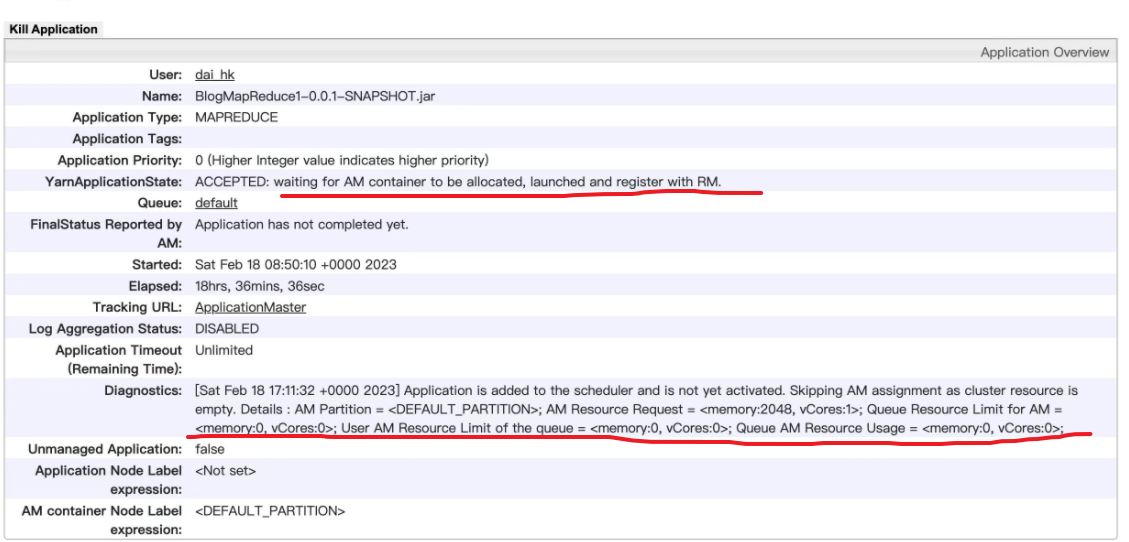 Kill Application
Application Overview
User: dai_hk
Name: BlogMapReduce1-0.0.1-SNAPSHOT.jar
Application Type: MAPREDUCE
Application Tags:
Application Priority: 0 (Higher Integer value indicates higher priority)
YarnApplicationState: ACCEPTED: waiting for AM container to be allocated, launched and register with RM.
Queue: default
FinalStatus Reported by Application has not completed yet.
AM:
Started: Sat Feb 18 08:50:10 +0000 2023
Elapsed: 18hrs, 36mins, 36sec
Tracking URL: ApplicationMaster
Log Aggregation Status: DISABLED
Application Timeout Unlimited
(Remaining Time):
Diagnostics: [Sat Feb 18 17:11:32 +0000 2023] Application is added to the scheduler and is not yet activated. Skipping AM assignment as cluster resource is
empty. Details : AM Partition = <DEFAULT_PARTITION>; AM Resource Request = <memory:2048, vCores:1>; Queue Resource Limit for AM =
<memory:0, vCores:0>; User AM Resource Limit of the queue = <memory:0, vCores:0>; Queue AM Resource Usage = <memory:0, vCores:0>;
Unmanaged Application: false
Application Node Label <Not set>
expression:
AM container Node Label <DEFAULT_PARTITION>
expression: